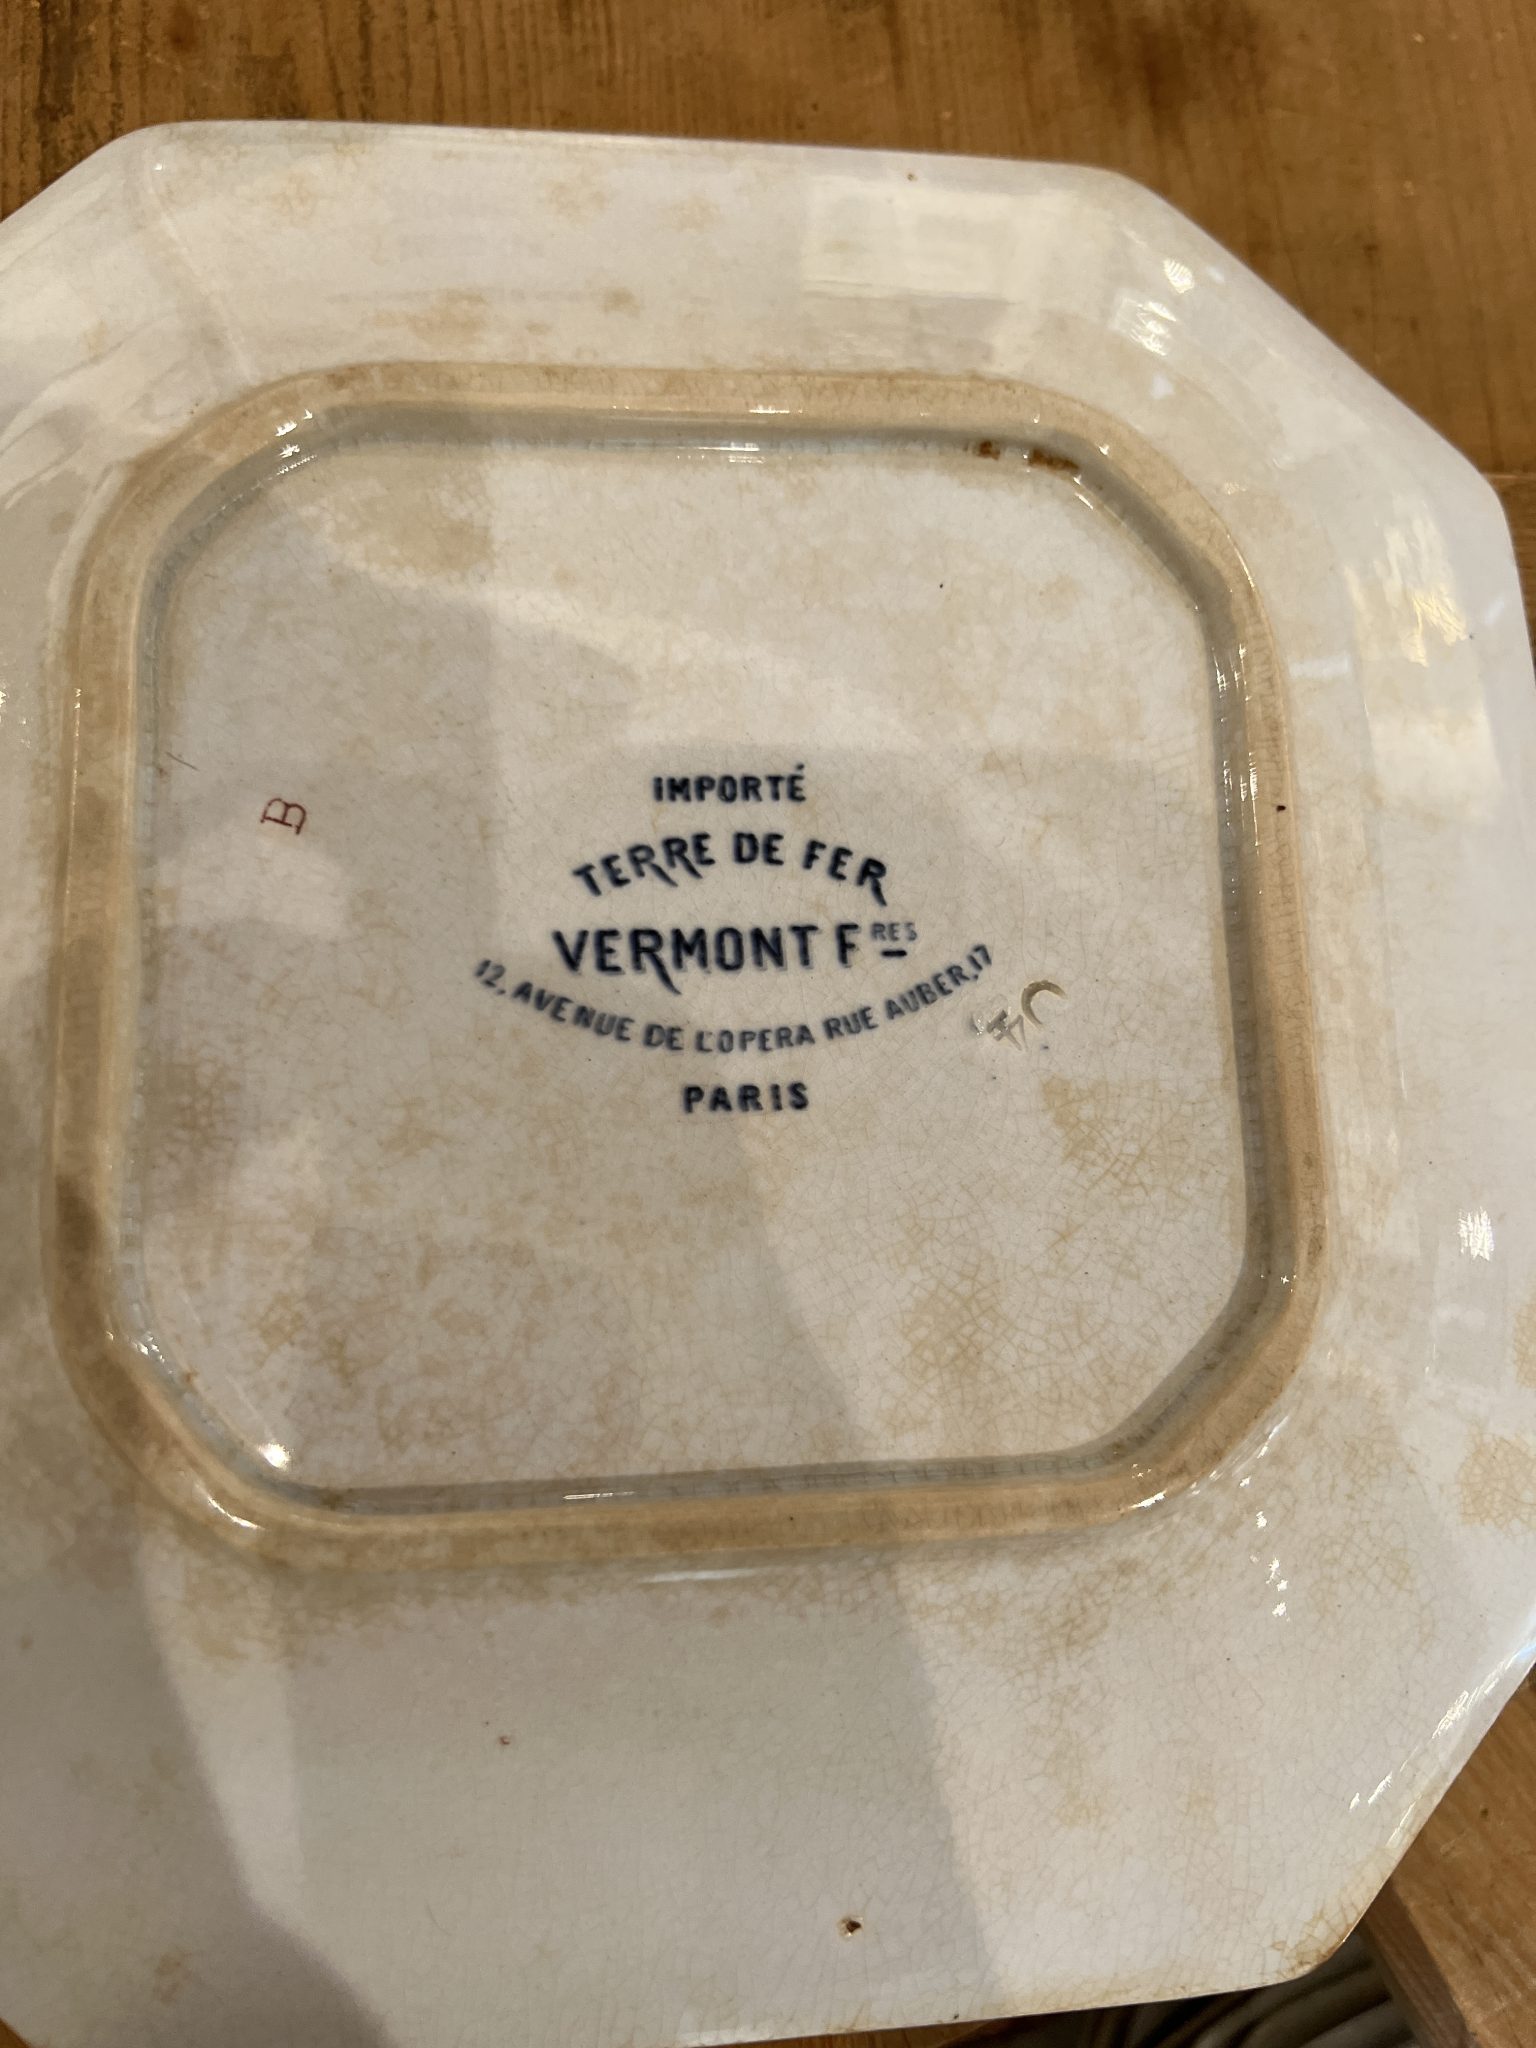 IMPORTÉ
TERRE DE FER
VERMONT FRES
12, AVENUE DE L'OPERA RUE AUBER, 17
PARIS
B